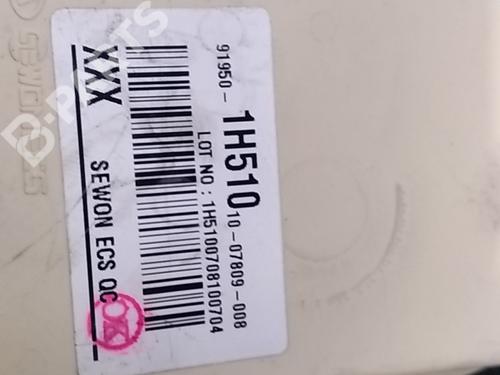 91950-
1H510
10-07809-008
LOT NO : 1H5100708100704
XXX
SEWON ECS QC
OK
SEWON ECS
B-PARTS